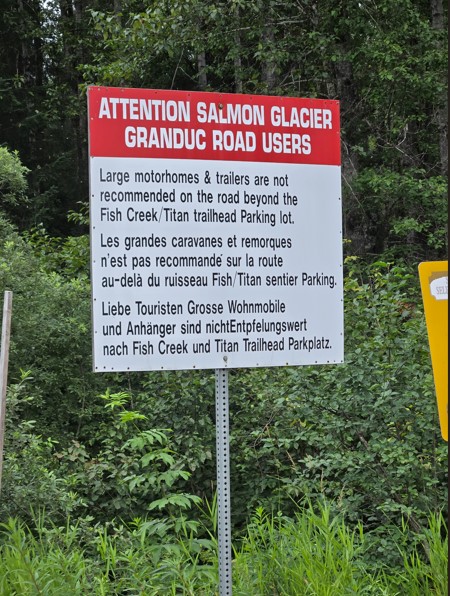 ATTENTION SALMON GLACIER
GRANDUC ROAD USERS
Large motorhomes & trailers are not
recommended on the road beyond the
Fish Creek/Titan trailhead Parking lot.
Les grandes caravanes et remorques
n'est pas recommandé sur la route
au-delà du ruisseau Fish/Titan sentier Parking.
Liebe Touristen Grosse Wohnmobile
und Anhänger sind nichtEntpfelungswert
nach Fish Creek und Titan Trailhead Parkplatz.